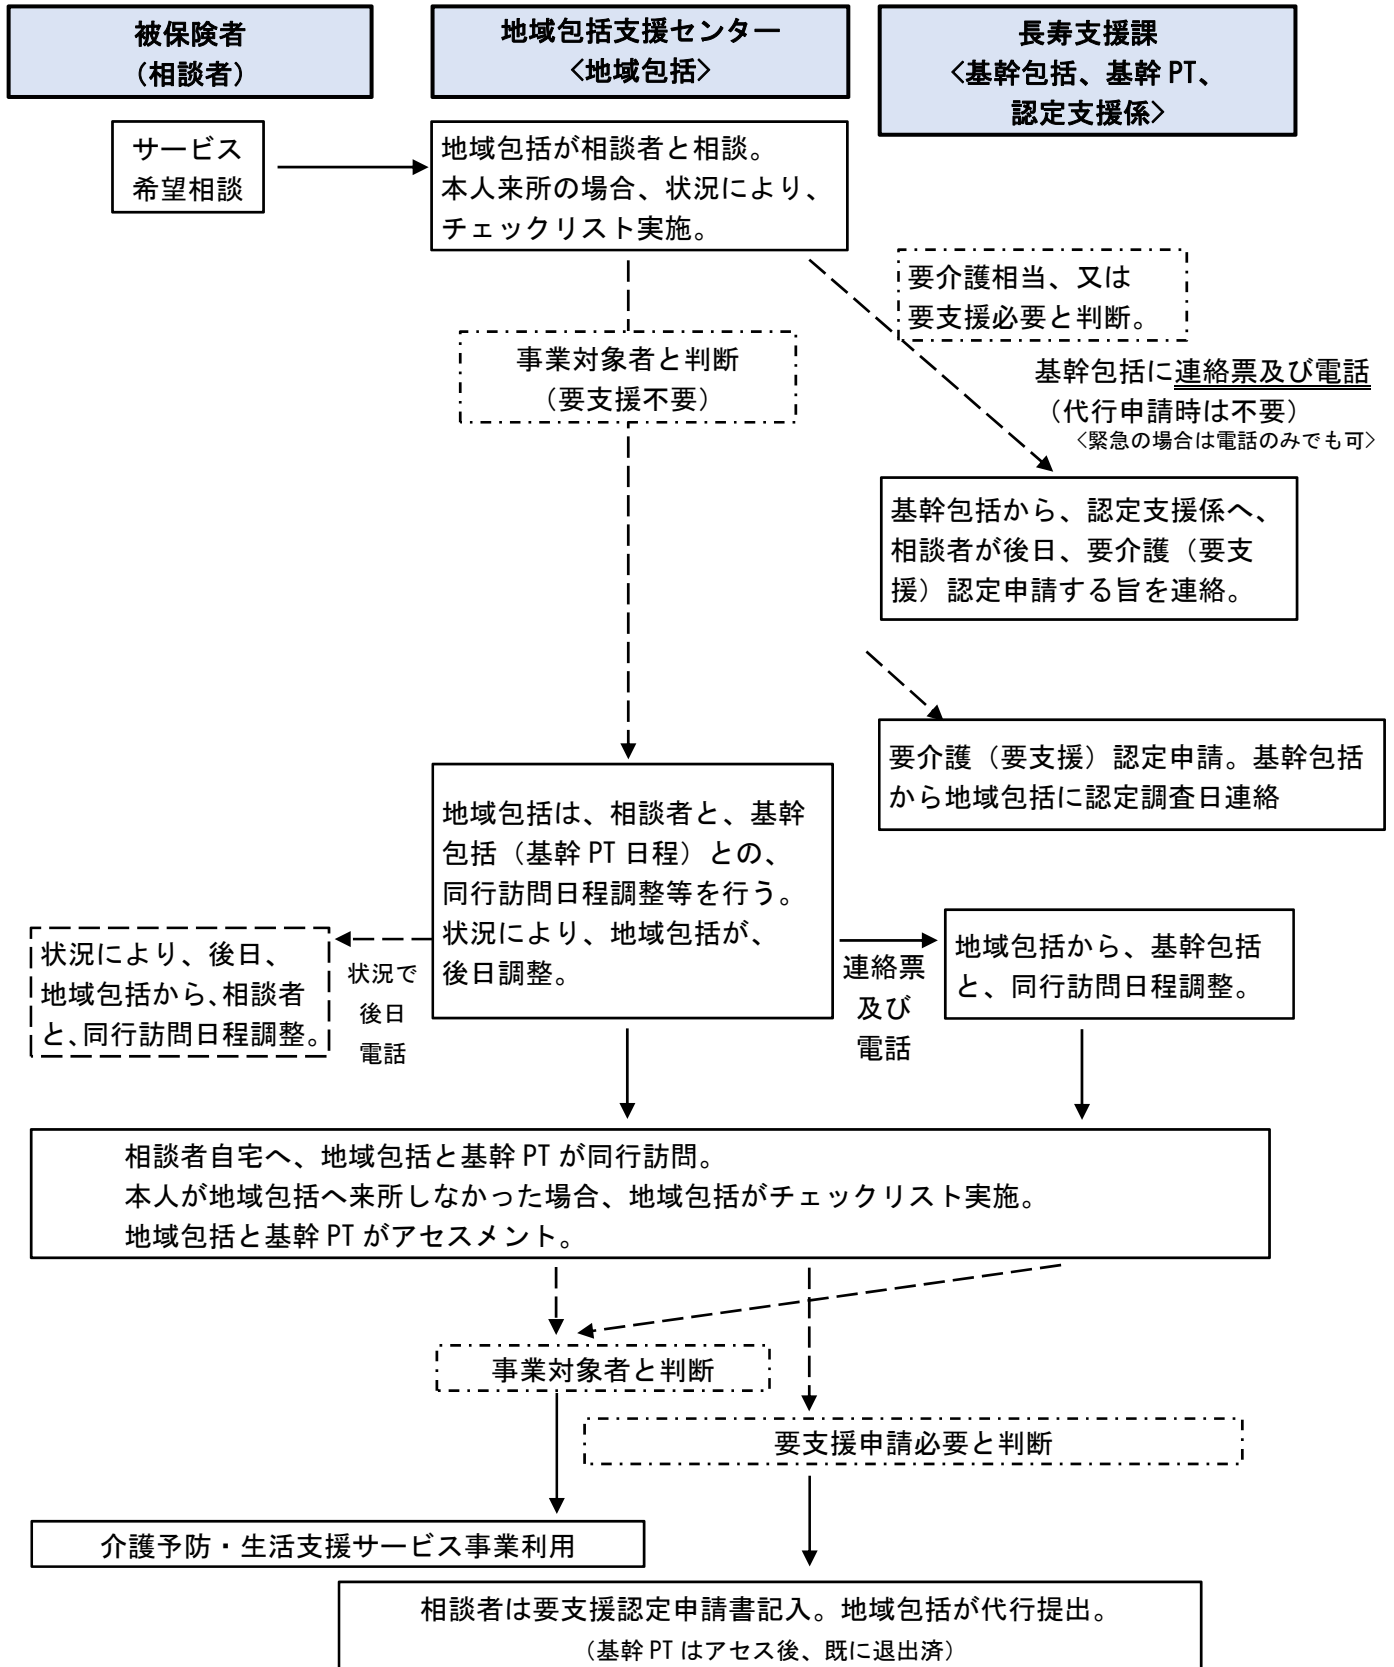 被保険者
（相談者）
地域包括支援センター
<地域包括>
長寿支援課
<基幹包括、基幹 PT、
認定支援係>
サービス
希望相談
地域包括が相談者と相談。
本人来所の場合、状況により、
チェックリスト実施。
要介護相当、又は
要支援必要と判断。
事業対象者と判断
（要支援不要）
基幹包括に連絡票及び電話
（代行申請時は不要）
<緊急の場合は電話のみでも可>
基幹包括から、認定支援係へ、
相談者が後日、要介護（要支
援）認定申請する旨を連絡。
要介護（要支援）認定申請。基幹包括
から地域包括に認定調査日連絡
地域包括は、相談者と、基幹
包括（基幹 PT 日程）との、
同行訪問日程調整等を行う。
状況により、地域包括が、
後日調整。
状況により、後日、
地域包括から、相談者
と、同行訪問日程調整。
状況で
後日
電話
連絡票
及び
電話
地域包括から、基幹包括
と、同行訪問日程調整。
相談者自宅へ、地域包括と基幹 PT が同行訪問。
本人が地域包括へ来所しなかった場合、地域包括がチェックリスト実施。
地域包括と基幹 PT がアセスメント。
事業対象者と判断
要支援申請必要と判断
介護予防・生活支援サービス事業利用
相談者は要支援認定申請書記入。地域包括が代行提出。
（基幹 PT はアセス後、既に退出済）